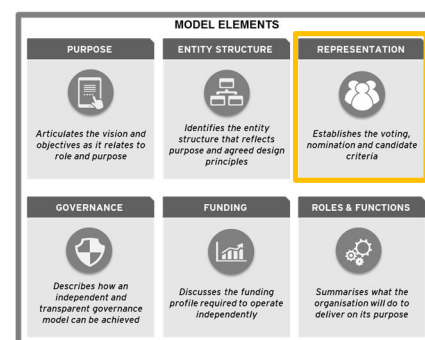 MODEL ELEMENTS
PURPOSE
Articulates the vision and
objectives as it relates to
role and purpose
ENTITY STRUCTURE
Identifies the entity
structure that reflects
purpose and agreed design
principles
REPRESENTATION
Establishes the voting,
nomination and candidate
criteria
GOVERNANCE
Describes how an
independent and
transparent governance
model can be achieved
FUNDING
Discusses the funding
profile required to operate
independently
ROLES & FUNCTIONS
Summarises what the
organisation will do to
deliver on its purpose